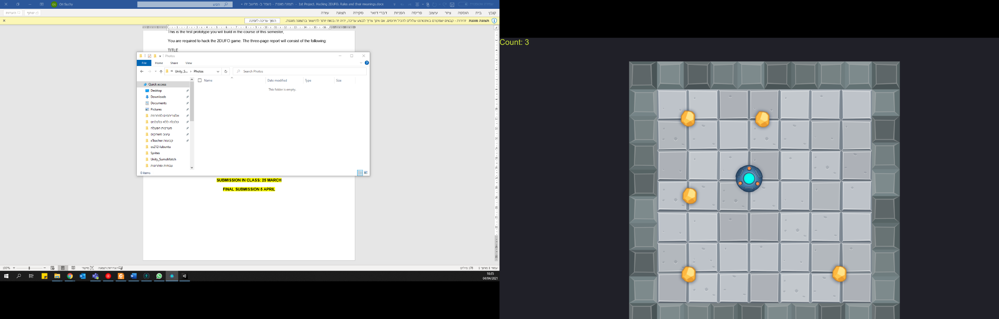 Ori Suchy
חפש
1st Project. Hacking 2DUFO. Rules and their meanings.docx - תצוגה מוגנת - נשמר ב- מחשב זה
שמירה אוטומטית
קובץ בית הוספה ציור עיצוב פריסה הפניות דברי דואר סקירה תצוגה עזרה
שתף
הערות
תצוגה מוגנת זהירות - קבצים שמקורם באינטרנט עלולים להכיל וירוסים. אם אינך צריך לבצע עריכה, יהיה זה בטוח יותר להישאר בתצוגה מוגנת.
הפוך עריכה לזמינה
This is the first prototype you will build in the course of this semester,
You are required to hack the 2DUFO game. The three-page report will consist of the following:
TITLE
Photos
File Home Share View
« Unity_S... › Photos
Search Photos
Name Date modified Type Size
This folder is empty.
Quick access
Desktop
Downloads
Documents
Pictures
אלגוריתמים למחרוזות
כלכלה ללא כלכלנים
מערכות הפעלה
עיצוב משחקים
קבוצות eTeacher
os212-lubuntu
Sprites
Unity_SumoMatch
עבודות ופתרונות
0 items
SUBMISSION IN CLASS: 25 MARCH
FINAL SUBMISSION 5 APRIL
עמוד 1 מתוך 1
178 מילים
הגדרות תצוגה
מיקוד
100%
10:35
04/04/2021
Count: 3